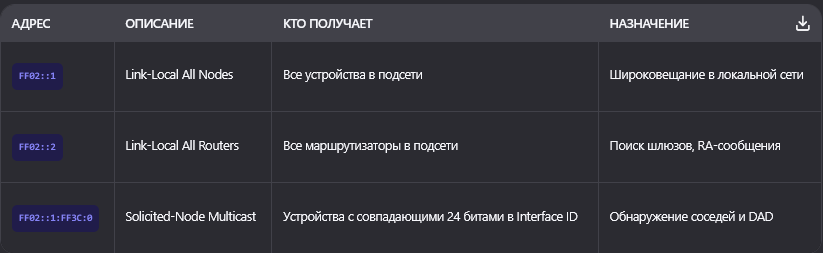 АДРЕС ОПИСАНИЕ КТО ПОЛУЧАЕТ НАЗНАЧЕНИЕ
FF02::1 Link-Local All Nodes Все устройства в подсети Широковещание в локальной сети
FF02::2 Link-Local All Routers Все маршрутизаторы в подсети Поиск шлюзов, RA-сообщения
FF02::1:FF3C:0 Solicited-Node Multicast Устройства с совпадающими 24 битами в Interface ID Обнаружение соседей и DAD